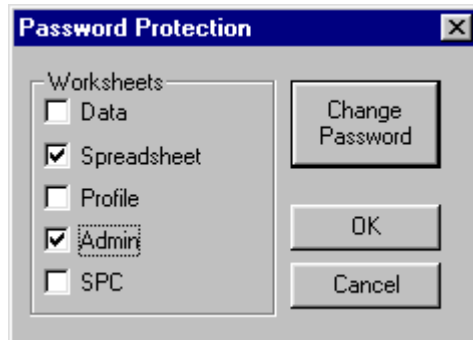 Password Protection
Worksheets
Data
Spreadsheet
Profile
Admin
SPC
Change
Password
OK
Cancel